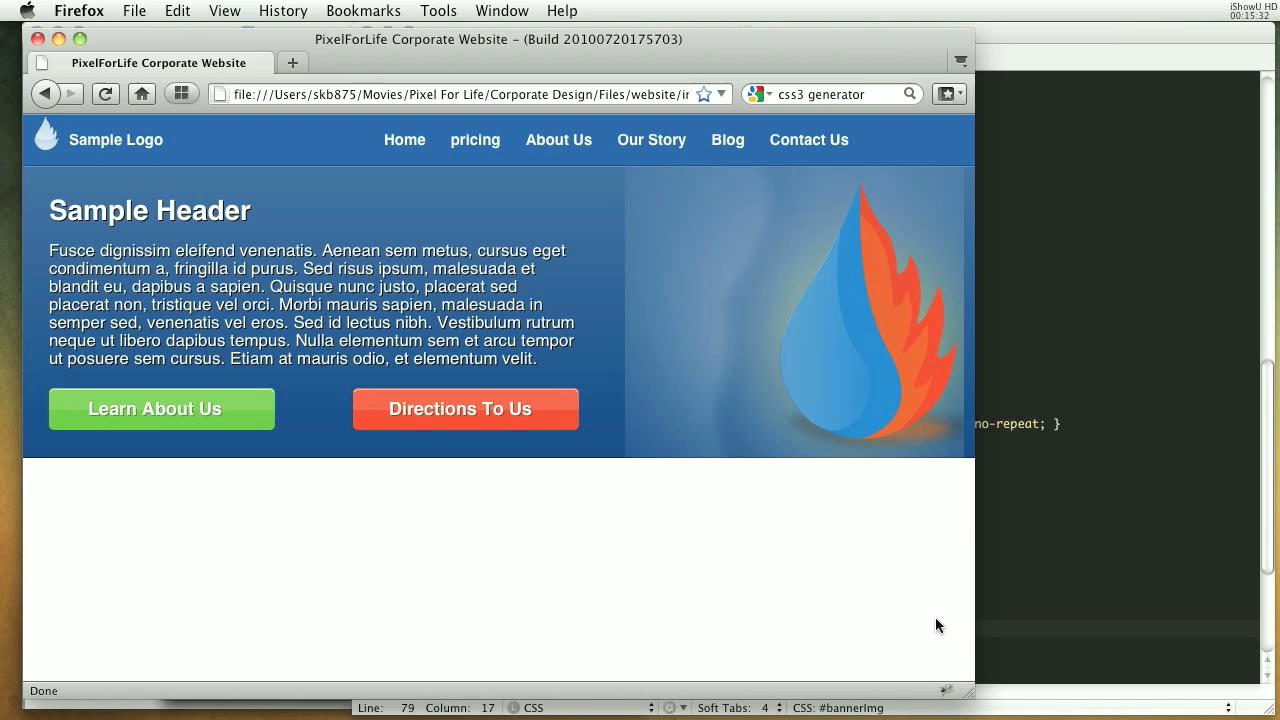 Firefox File Edit View History Bookmarks Tools Window Help
iShowU HD
00:15:32
PixelForLife Corporate Website – (Build 20100720175703)
PixelForLife Corporate Website
file:///Users/skb875/Movies/Pixel For Life/Corporate Design/Files/website/ir
css3 generator
Sample Logo Home pricing About Us Our Story Blog Contact Us
Sample Header
Fusce dignissim eleifend venenatis. Aenean sem metus, cursus eget
condimentum a, fringilla id purus. Sed risus ipsum, malesuada et
blandit eu, dapibus a sapien. Quisque nunc justo, placerat sed
placerat non, tristique vel orci. Morbi mauris sapien, malesuada in
semper sed, venenatis vel eros. Sed id lectus nibh. Vestibulum rutrum
neque ut libero dapibus tempus. Nulla elementum sem et arcu tempor
ut posuere sem cursus. Etiam at mauris odio, et elementum velit.
Learn About Us Directions To Us
no-repeat; }
Done
Line: 79 Column: 17 CSS Soft Tabs: 4 CSS: #bannerImg